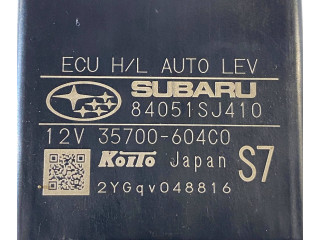 ECU H/L AUTO LEV
SUBARU
84051SJ410
12V 35700-604C0
Koito Japan S7
2YGqv048816